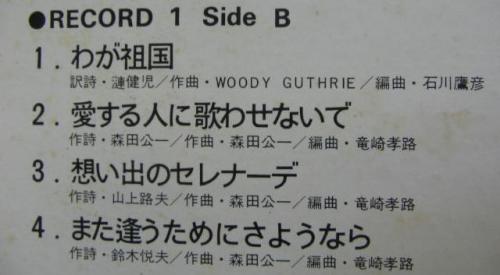 ●RECORD 1 Side B
1．わが祖国
訳詩・漣健児／作曲・WOODY GUTHRIE／編曲・石川鷹彦
2．愛する人に歌わせないで
作詩・森田公一／作曲・森田公一／編曲・竜崎孝路
3．想い出のセレナーデ
作詩・山上路夫／作曲・森田公一／編曲・竜崎孝路
4．また逢うためにさようなら
作詩・鈴木悦夫／作曲・森田公一／編曲・竜崎孝路